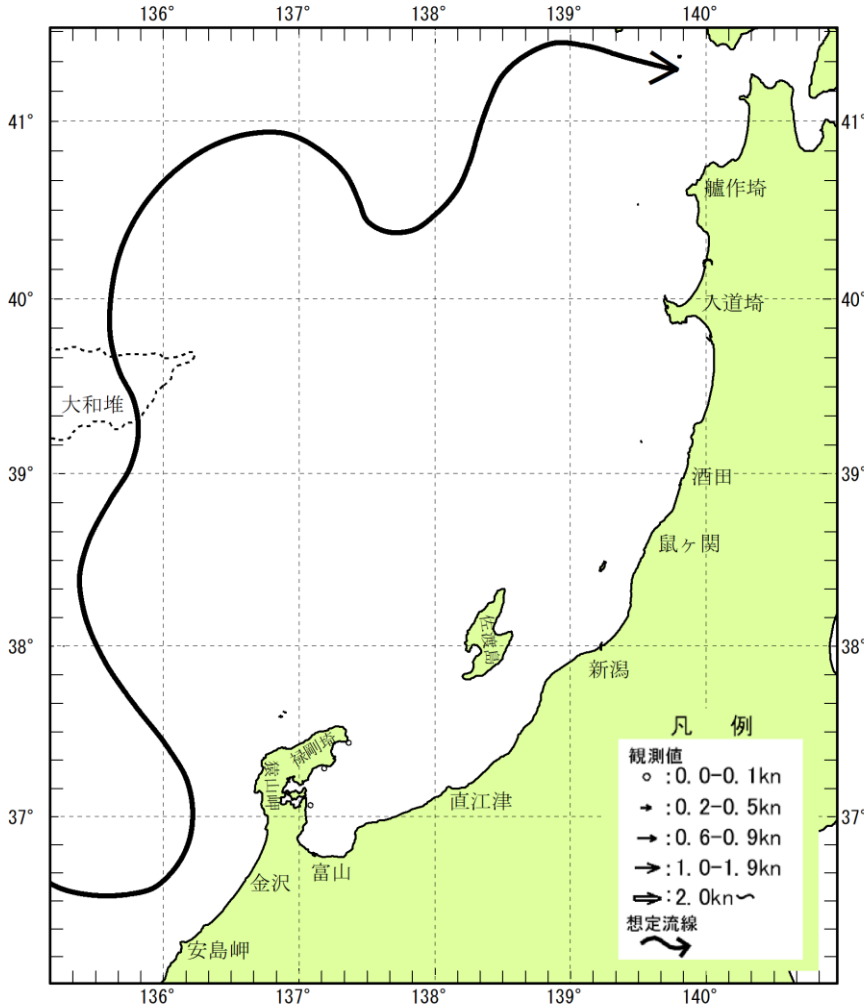 136° 137° 138° 139° 140°
41° 41°
艫作埼
40° 40°
入道埼
大和堆
39° 39°
酒田
鼠ヶ関
38° 38°
佐渡島
新潟
凡 例
観測値
:0.0-0.1kn
:0.2-0.5kn
:0.6-0.9kn
:1.0-1.9kn
:2.0kn〜
想定流線
禄剛埼
猿山岬
直江津
37° 37°
富山
金沢
安島岬
136° 137° 138° 139° 140°